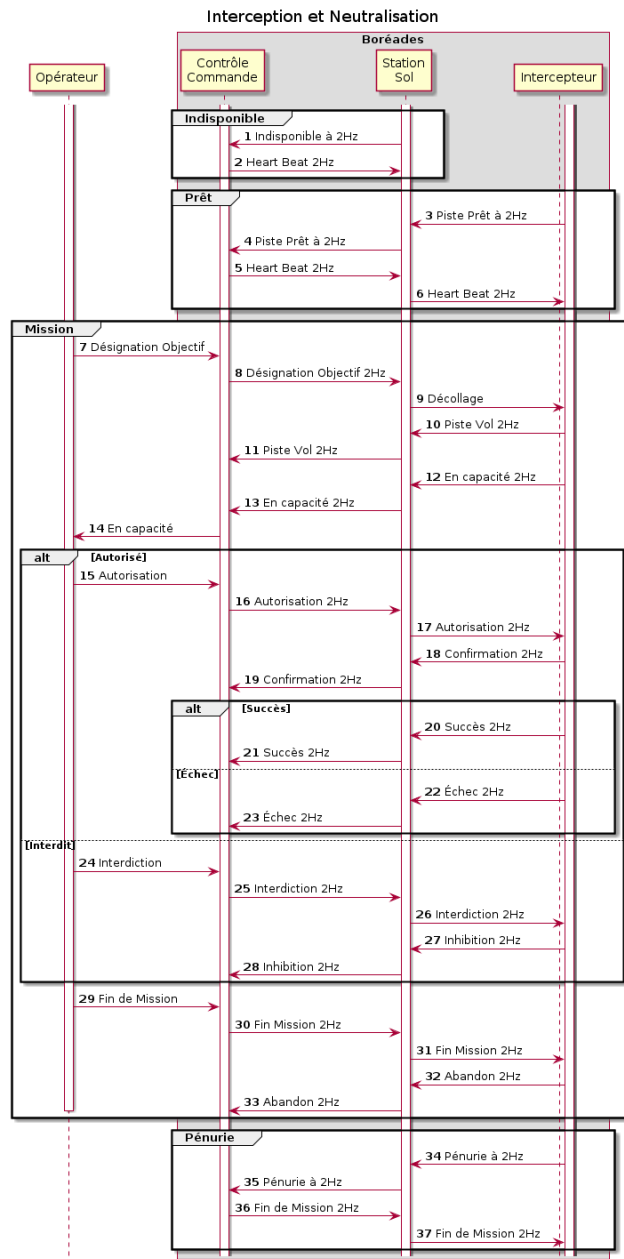 Interception et Neutralisation
Boréades
Opérateur
Contrôle
Commande
Station
Sol
Intercepteur
Indisponible
1 Indisponible à 2Hz
2 Heart Beat 2Hz
Prêt
3 Piste Prêt à 2Hz
4 Piste Prêt à 2Hz
5 Heart Beat 2Hz
6 Heart Beat 2Hz
Mission
7 Désignation Objectif
8 Désignation Objectif 2Hz
9 Décollage
10 Piste Vol 2Hz
11 Piste Vol 2Hz
12 En capacité 2Hz
13 En capacité 2Hz
14 En capacité
alt [Autorisé]
15 Autorisation
16 Autorisation 2Hz
17 Autorisation 2Hz
18 Confirmation 2Hz
19 Confirmation 2Hz
alt [Succès]
20 Succès 2Hz
21 Succès 2Hz
[Échec]
22 Échec 2Hz
23 Échec 2Hz
[Interdit]
24 Interdiction
25 Interdiction 2Hz
26 Interdiction 2Hz
27 Inhibition 2Hz
28 Inhibition 2Hz
29 Fin de Mission
30 Fin Mission 2Hz
31 Fin Mission 2Hz
32 Abandon 2Hz
33 Abandon 2Hz
Pénurie
34 Pénurie à 2Hz
35 Pénurie à 2Hz
36 Fin de Mission 2Hz
37 Fin de Mission 2Hz